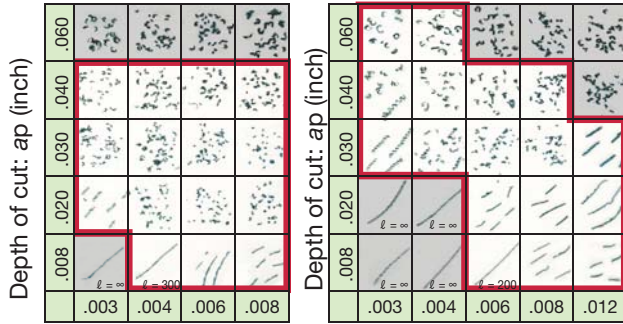 Depth of cut: ap (inch)
.060
.040
.030
.020
.008
ℓ = ∞
ℓ = 300
.003
.004
.006
.008
Depth of cut: ap (inch)
.060
.040
.030
.020
.008
ℓ = ∞
ℓ = ∞
ℓ = ∞
ℓ = ∞
ℓ = 200
.003
.004
.006
.008
.012